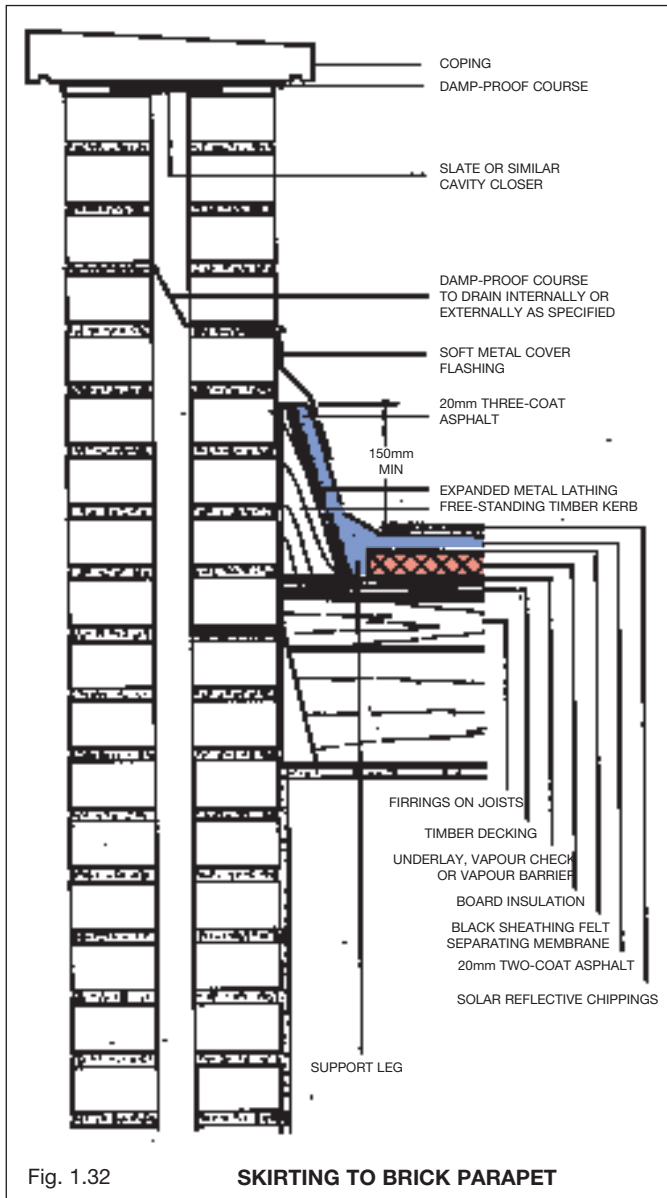 COPING
DAMP-PROOF COURSE
SLATE OR SIMILAR
CAVITY CLOSER
DAMP-PROOF COURSE
TO DRAIN INTERNALLY OR
EXTERNALLY AS SPECIFIED
SOFT METAL COVER
FLASHING
20mm THREE-COAT
ASPHALT
150mm
MIN
EXPANDED METAL LATHING
FREE-STANDING TIMBER KERB
FIRRINGS ON JOISTS
TIMBER DECKING
UNDERLAY, VAPOUR CHECK
OR VAPOUR BARRIER
BOARD INSULATION
BLACK SHEATHING FELT
SEPARATING MEMBRANE
20mm TWO-COAT ASPHALT
SOLAR REFLECTIVE CHIPPINGS
SUPPORT LEG
Fig. 1.32 SKIRTING TO BRICK PARAPET